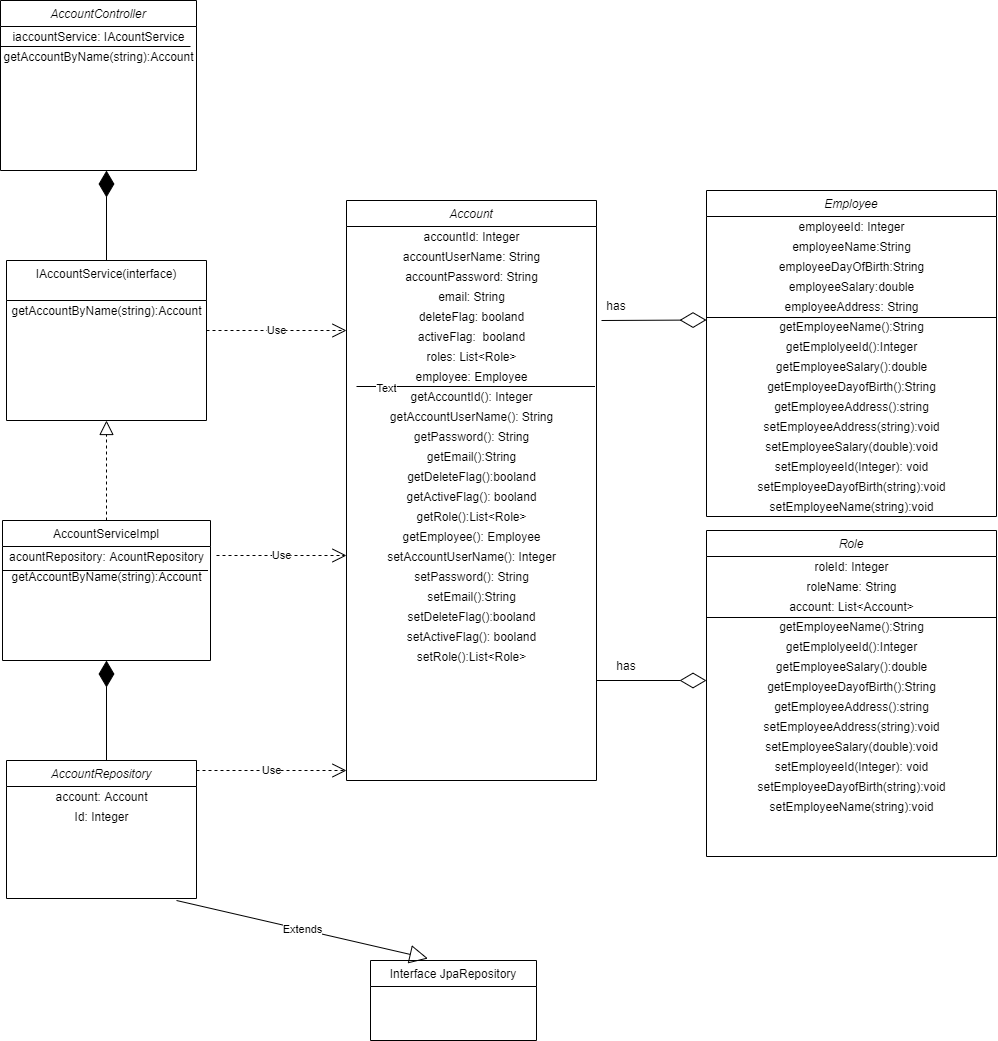 AccountController
iaccountService: IAcountService
getAccountByName(string):Account
IAccountService(interface)
getAccountByName(string):Account
Use
AccountServiceImpl
acountRepository: AcountRepository
getAccountByName(string):Account
Use
AccountRepository
account: Account
Id: Integer
Use
Extends
Interface JpaRepository
Account
accountId: Integer
accountUserName: String
accountPassword: String
email: String
deleteFlag: booland
activeFlag: booland
roles: List<Role>
employee: Employee
Text
getAccountId(): Integer
getAccountUserName(): String
getPassword(): String
getEmail():String
getDeleteFlag():booland
getActiveFlag(): booland
getRole():List<Role>
getEmployee(): Employee
setAccountUserName(): Integer
setPassword(): String
setEmail():String
setDeleteFlag():booland
setActiveFlag(): booland
setRole():List<Role>
has
has
Employee
employeeId: Integer
employeeName:String
employeeDayOfBirth:String
employeeSalary:double
employeeAddress: String
getEmployeeName():String
getEmplolyeeId():Integer
getEmployeeSalary():double
getEmployeeDayofBirth():String
getEmployeeAddress():string
setEmployeeAddress(string):void
setEmployeeSalary(double):void
setEmployeeId(Integer): void
setEmployeeDayofBirth(string):void
setEmployeeName(string):void
Role
roleId: Integer
roleName: String
account: List<Account>
getEmployeeName():String
getEmplolyeeId():Integer
getEmployeeSalary():double
getEmployeeDayofBirth():String
getEmployeeAddress():string
setEmployeeAddress(string):void
setEmployeeSalary(double):void
setEmployeeId(Integer): void
setEmployeeDayofBirth(string):void
setEmployeeName(string):void